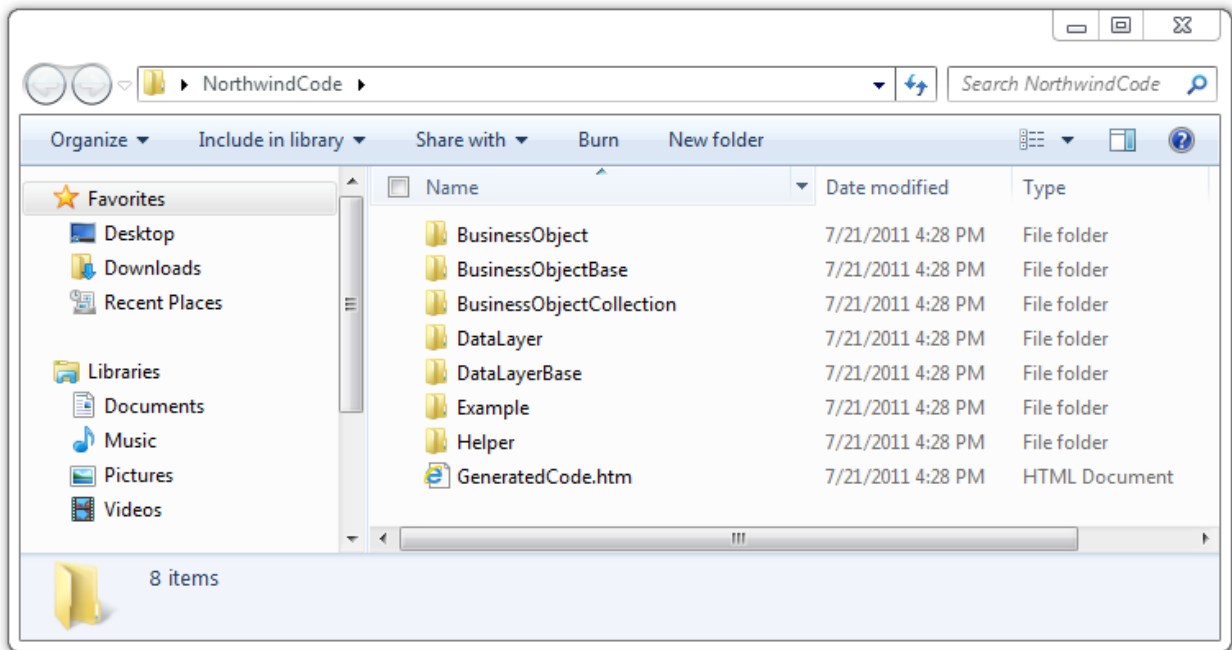 NorthwindCode
Search NorthwindCode
Organize Include in library Share with Burn New folder
Favorites
Desktop
Downloads
Recent Places
Libraries
Documents
Music
Pictures
Videos
Name Date modified Type
BusinessObject 7/21/2011 4:28 PM File folder
BusinessObjectBase 7/21/2011 4:28 PM File folder
BusinessObjectCollection 7/21/2011 4:28 PM File folder
DataLayer 7/21/2011 4:28 PM File folder
DataLayerBase 7/21/2011 4:28 PM File folder
Example 7/21/2011 4:28 PM File folder
Helper 7/21/2011 4:28 PM File folder
GeneratedCode.htm 7/21/2011 4:28 PM HTML Document
8 items